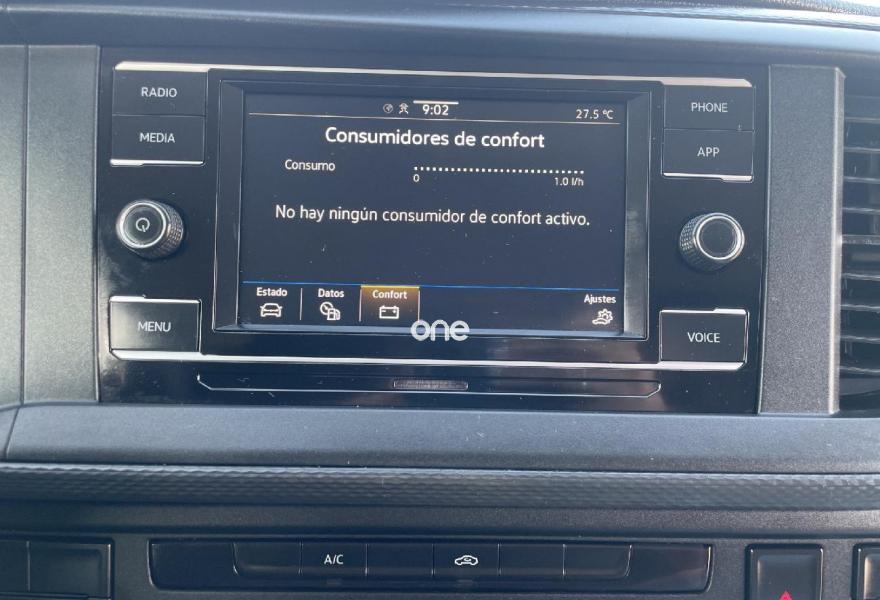 RADIO
MEDIA
MENU
9:02
27.5 °C
Consumidores de confort
Consumo
0
1.0 l/h
No hay ningún consumidor de confort activo.
Estado
Datos
Confort
Ajustes
PHONE
APP
VOICE
one
A/C